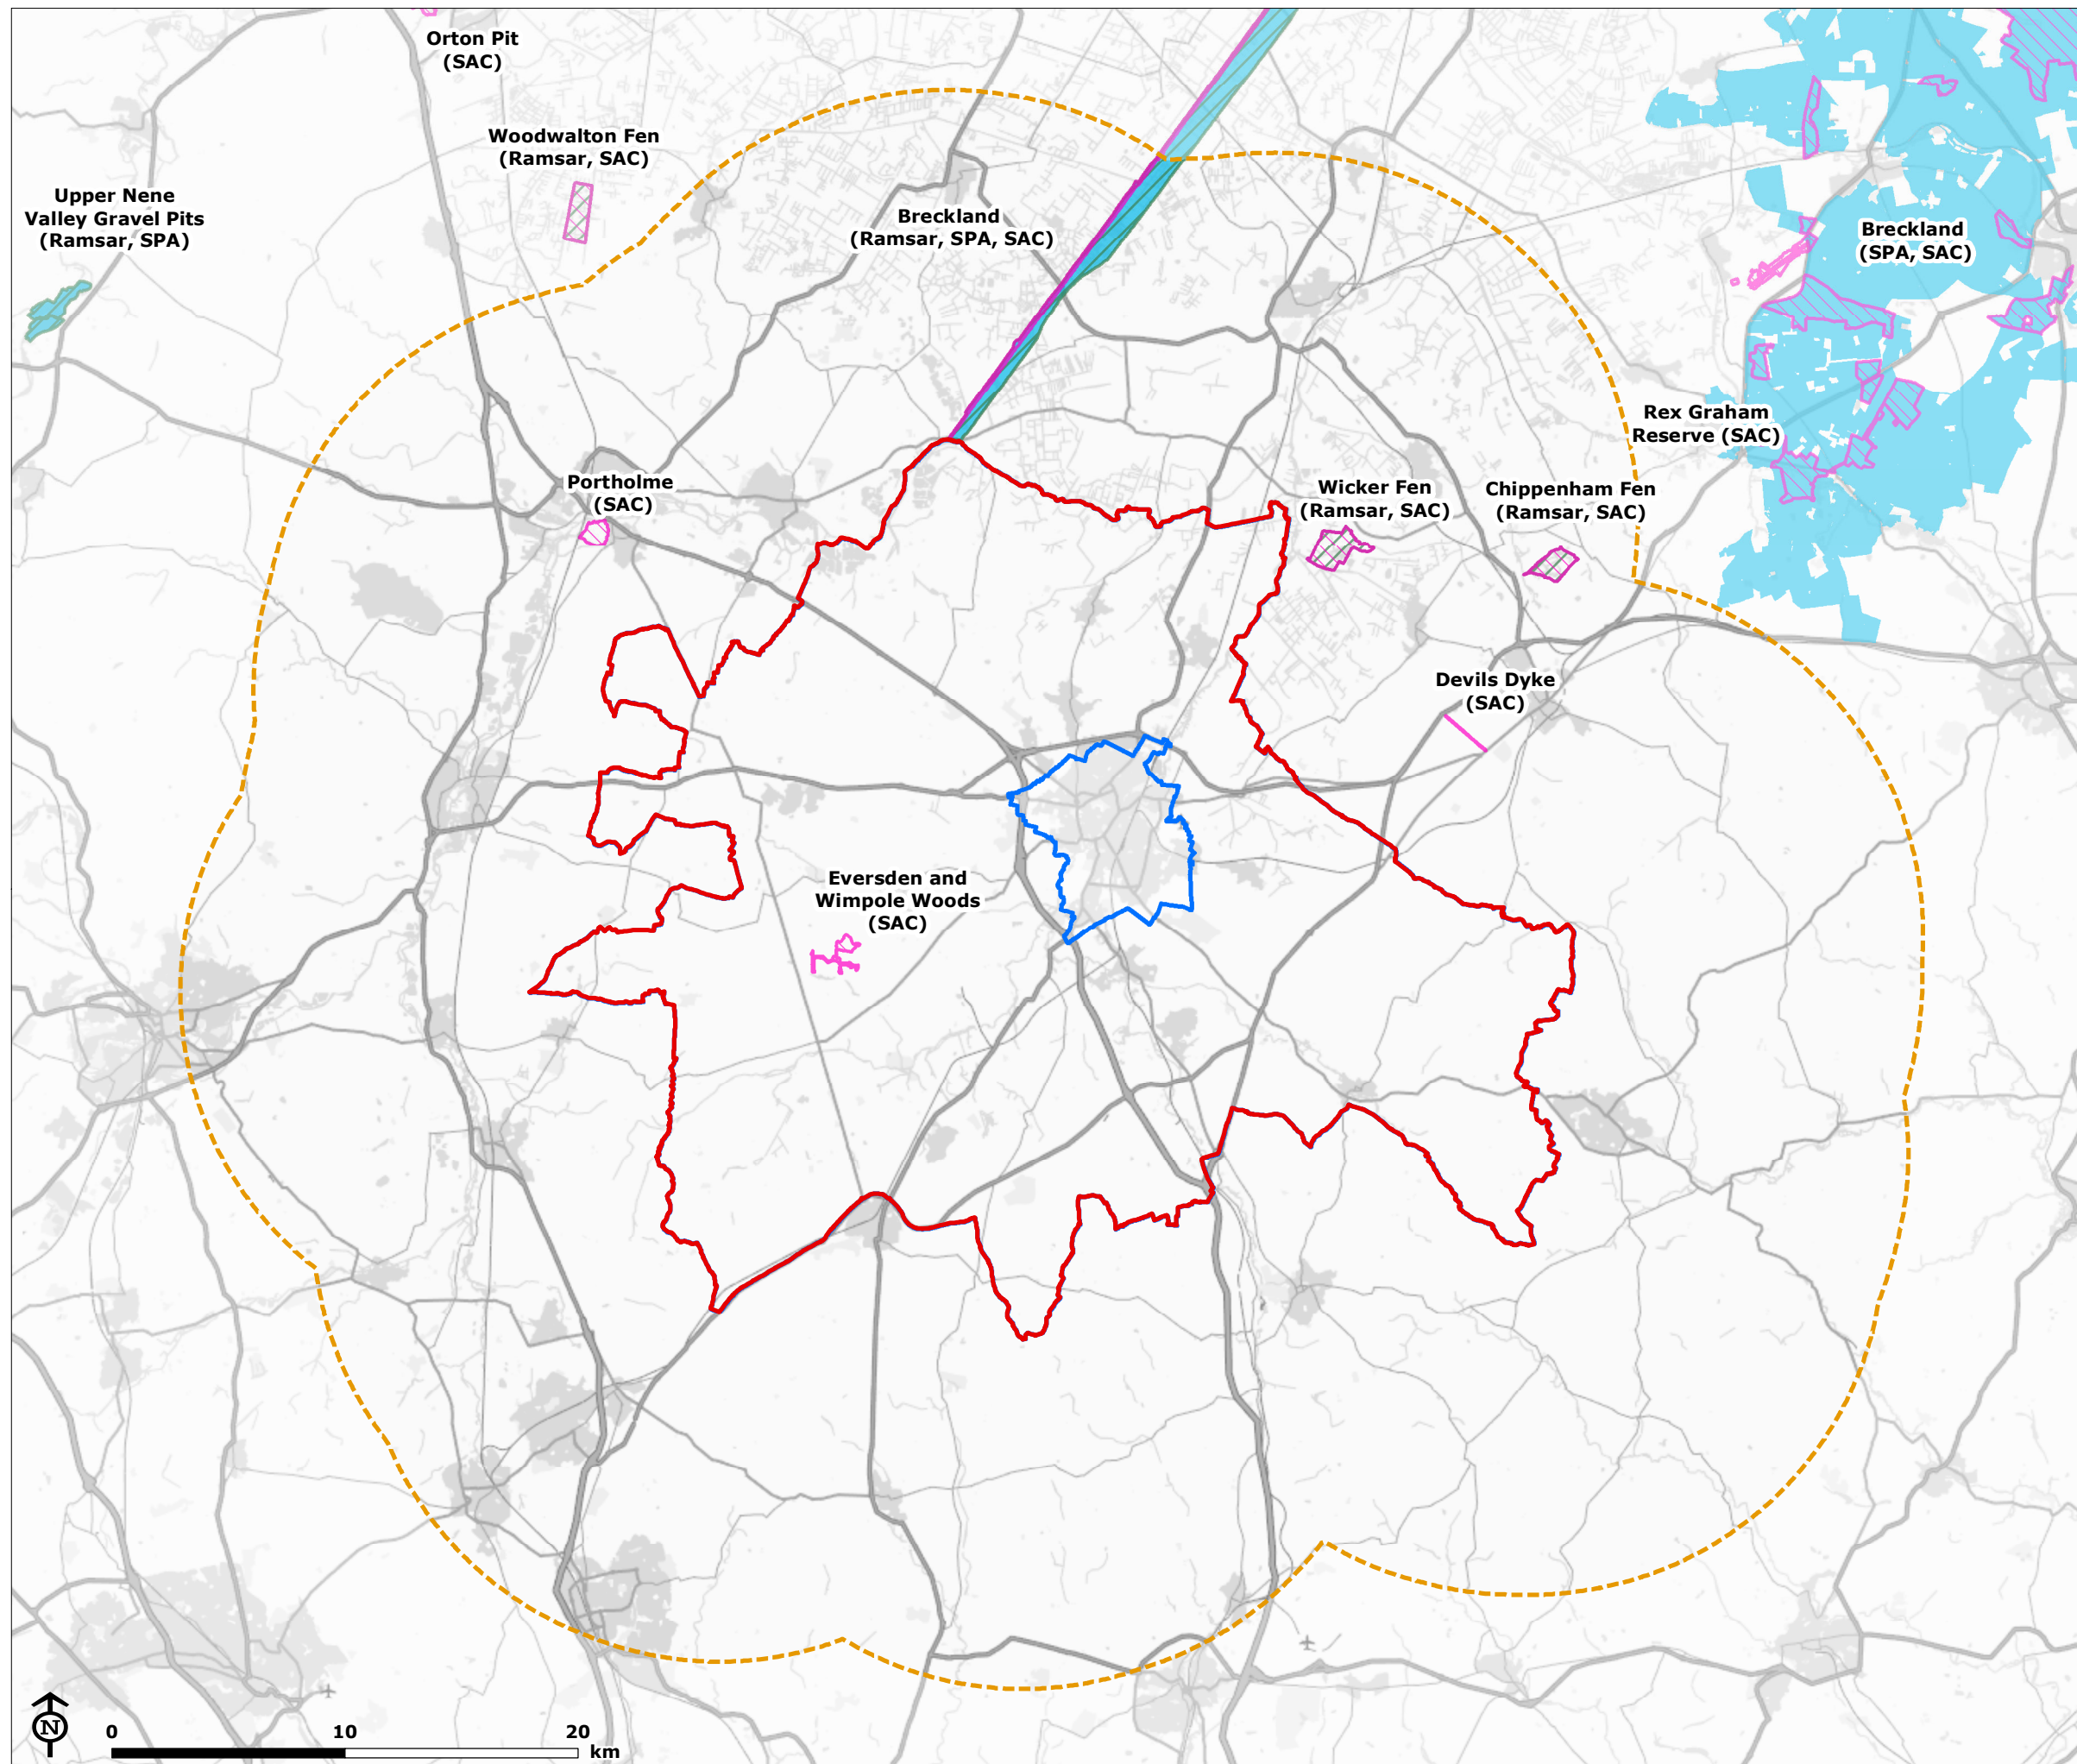 Orton Pit
(SAC)
Woodwalton Fen
(Ramsar, SAC)
Upper Nene
Valley Gravel Pits
(Ramsar, SPA)
Breckland
(Ramsar, SPA, SAC)
Breckland
(SPA, SAC)
Rex Graham
Reserve (SAC)
Portholme
(SAC)
Wicker Fen
(Ramsar, SAC)
Chippenham Fen
(Ramsar, SAC)
Devils Dyke
(SAC)
Eversden and
Wimpole Woods
(SAC)
N
0 10 20
km